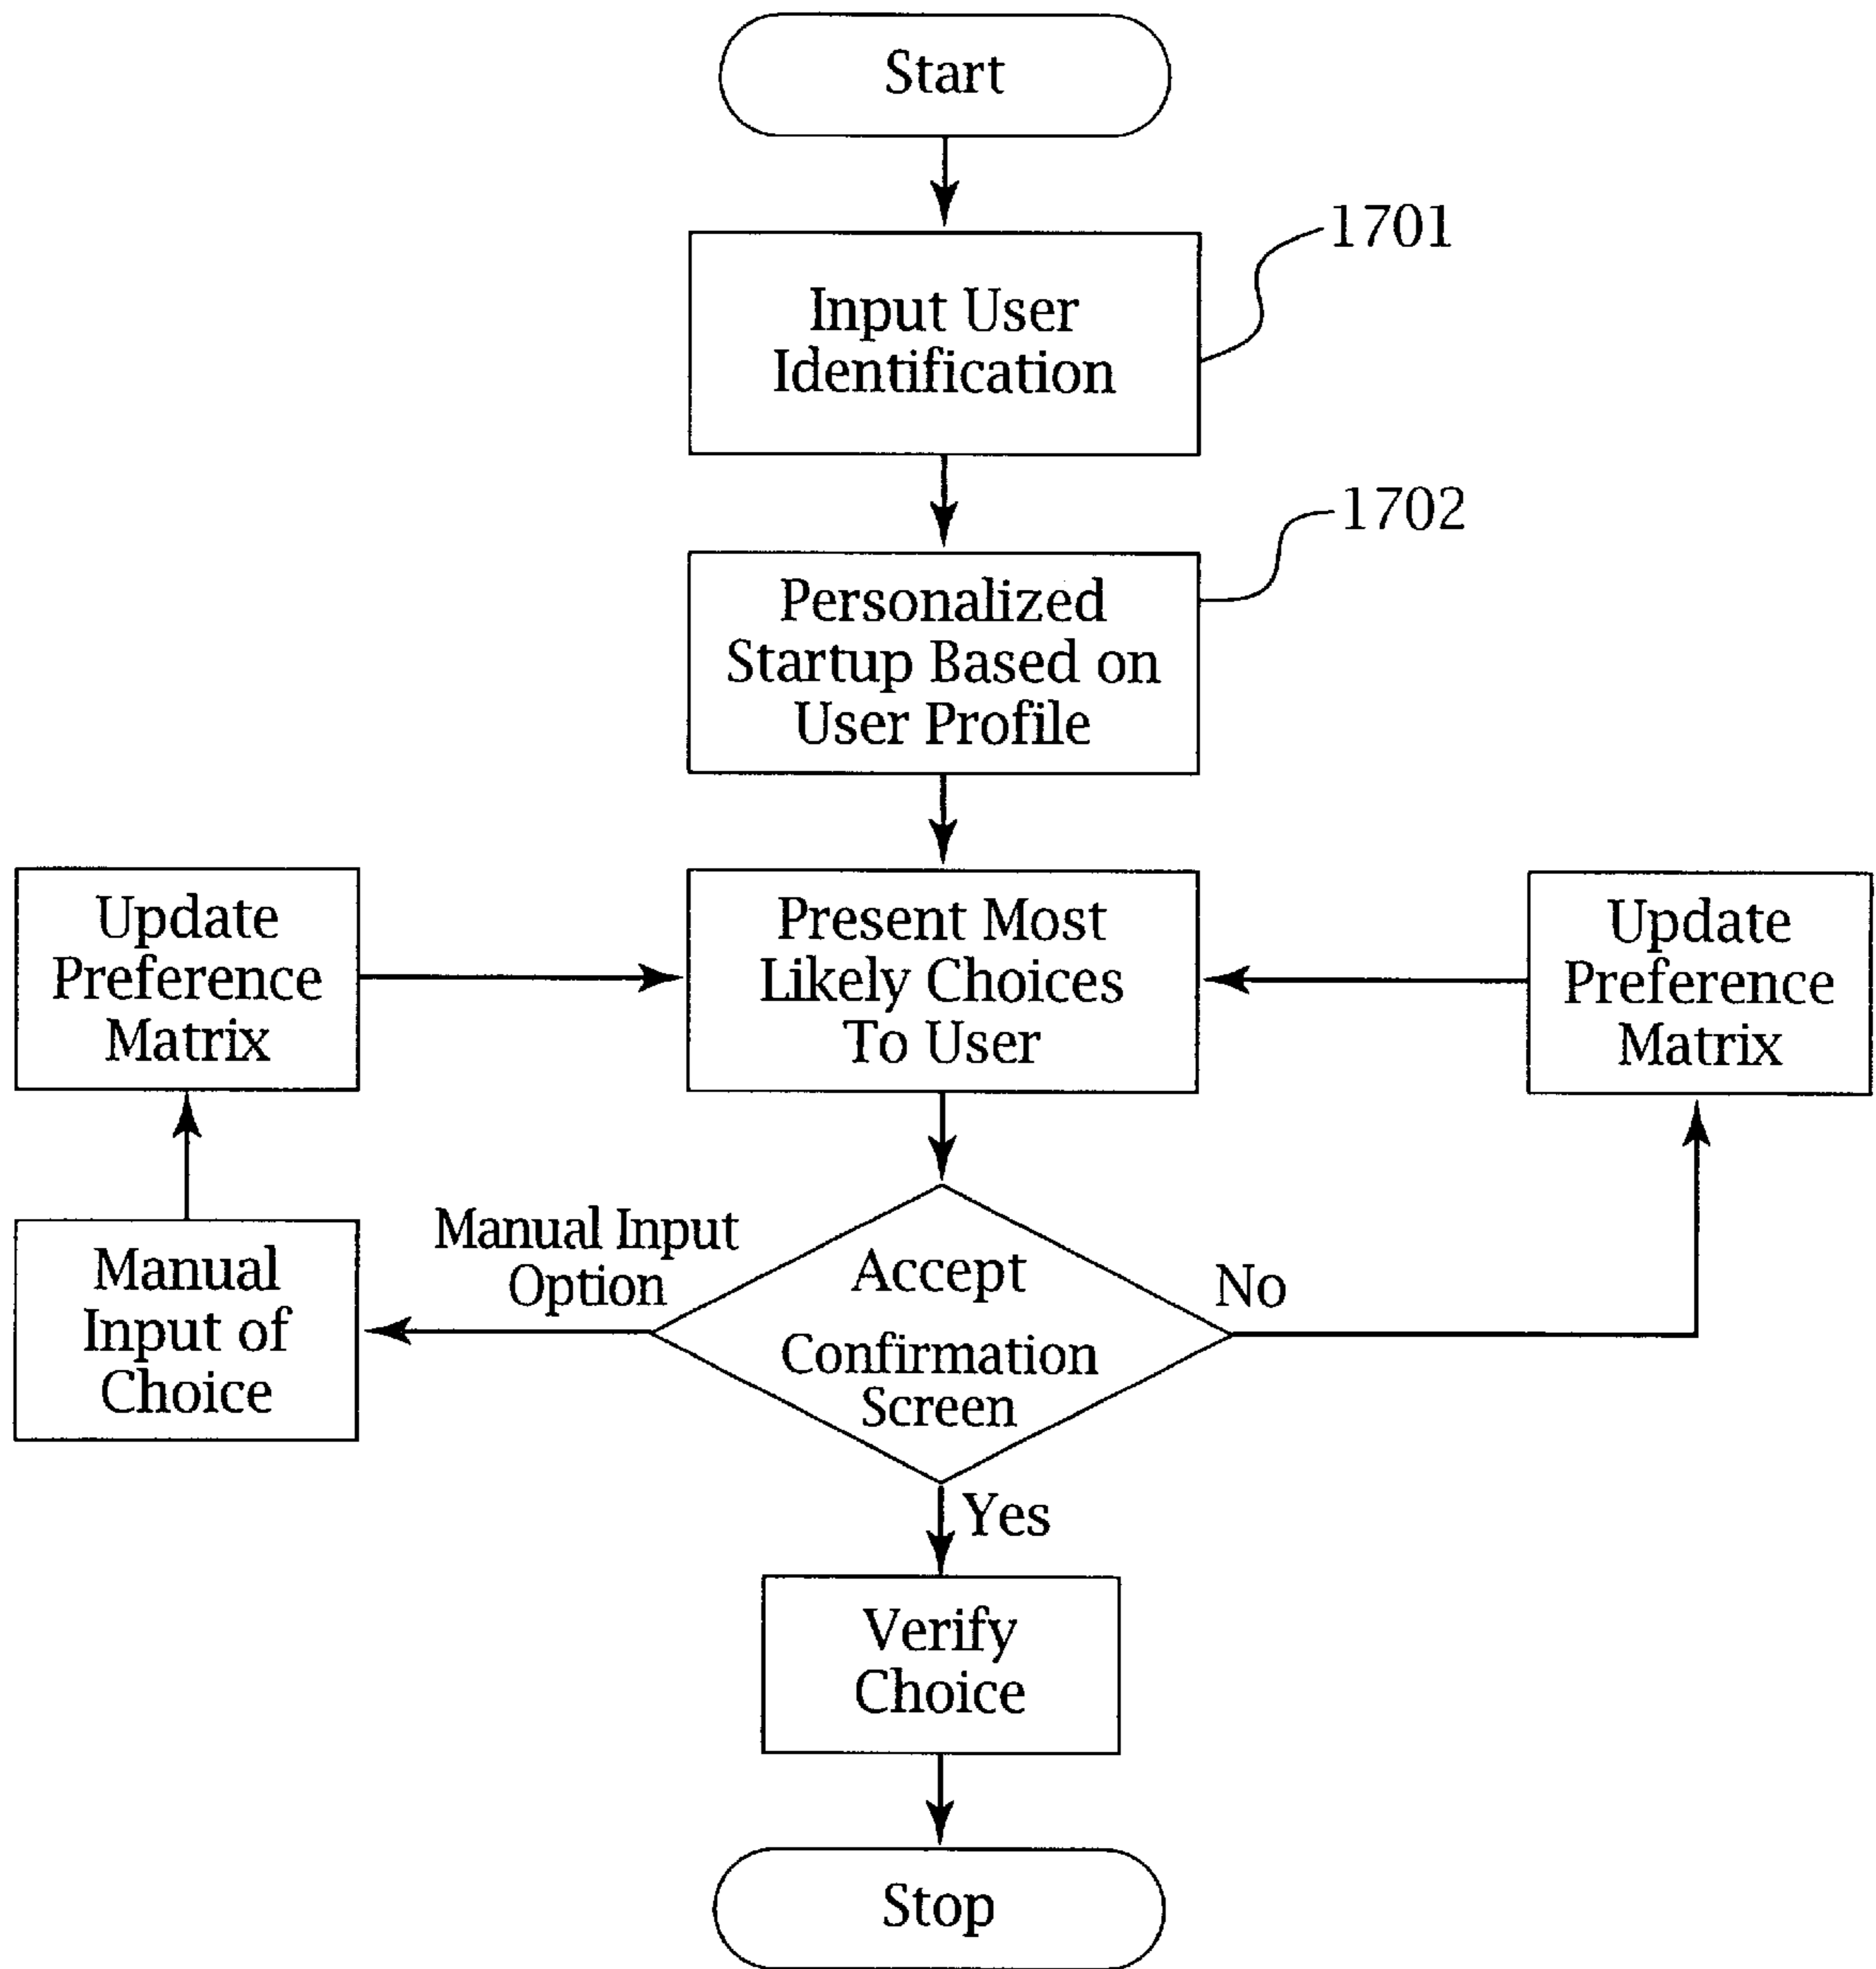 Start
1701
Input User
Identification
1702
Personalized
Startup Based on
User Profile
Update
Preference
Matrix
Present Most
Likely Choices
To User
Update
Preference
Matrix
Manual
Input of
Choice
Manual Input
Option
Accept
Confirmation
Screen
No
Yes
Verify
Choice
Stop